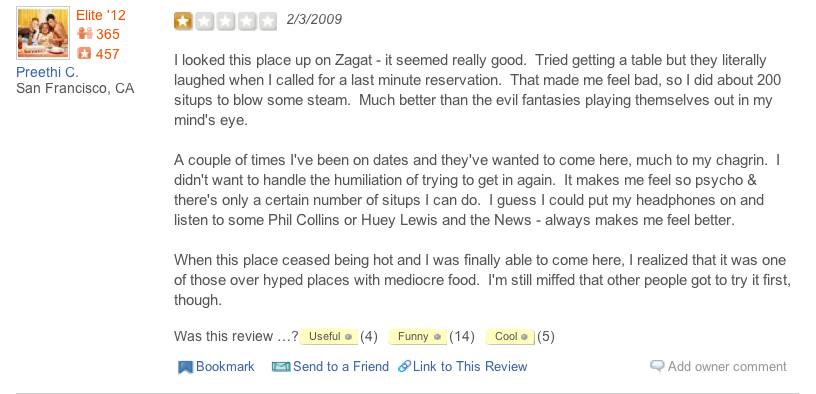 Elite '12
365
457
Preethi C.
San Francisco, CA
2/3/2009
I looked this place up on Zagat - it seemed really good.  Tried getting a table but they literally
laughed when I called for a last minute reservation.  That made me feel bad, so I did about 200
situps to blow some steam.  Much better than the evil fantasies playing themselves out in my
mind's eye.
A couple of times I've been on dates and they've wanted to come here, much to my chagrin.  I
didn't want to handle the humiliation of trying to get in again.  It makes me feel so psycho &
there's only a certain number of situps I can do.  I guess I could put my headphones on and
listen to some Phil Collins or Huey Lewis and the News - always makes me feel better.
When this place ceased being hot and I was finally able to come here, I realized that it was one
of those over hyped places with mediocre food.  I'm still miffed that other people got to try it first,
though.
Was this review …? Useful (4) Funny (14) Cool (5)
Bookmark Send to a Friend Link to This Review Add owner comment